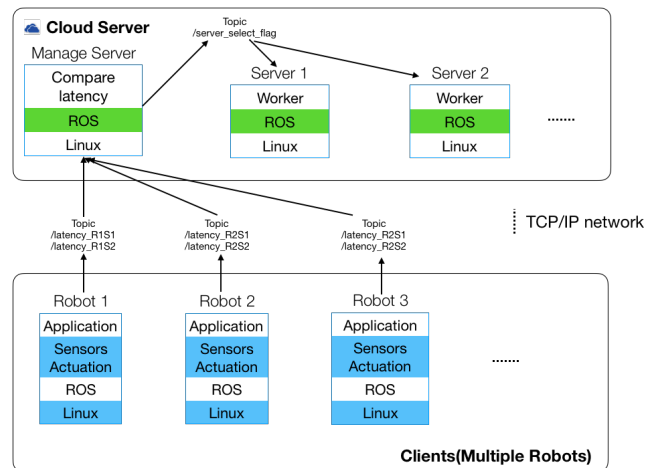 Cloud Server
Topic
/server_select_flag
Manage Server
Compare
latency
ROS
Linux
Server 1
Worker
ROS
Linux
Server 2
Worker
ROS
Linux
.......
Topic
/latency_R1S1
/latency_R1S2
Topic
/latency_R2S1
/latency_R2S2
Topic
/latency_R2S1
/latency_R2S2
TCP/IP network
Robot 1
Application
Sensors
Actuation
ROS
Linux
Robot 2
Application
Sensors
Actuation
ROS
Linux
Robot 3
Application
Sensors
Actuation
ROS
Linux
.......
Clients(Multiple Robots)